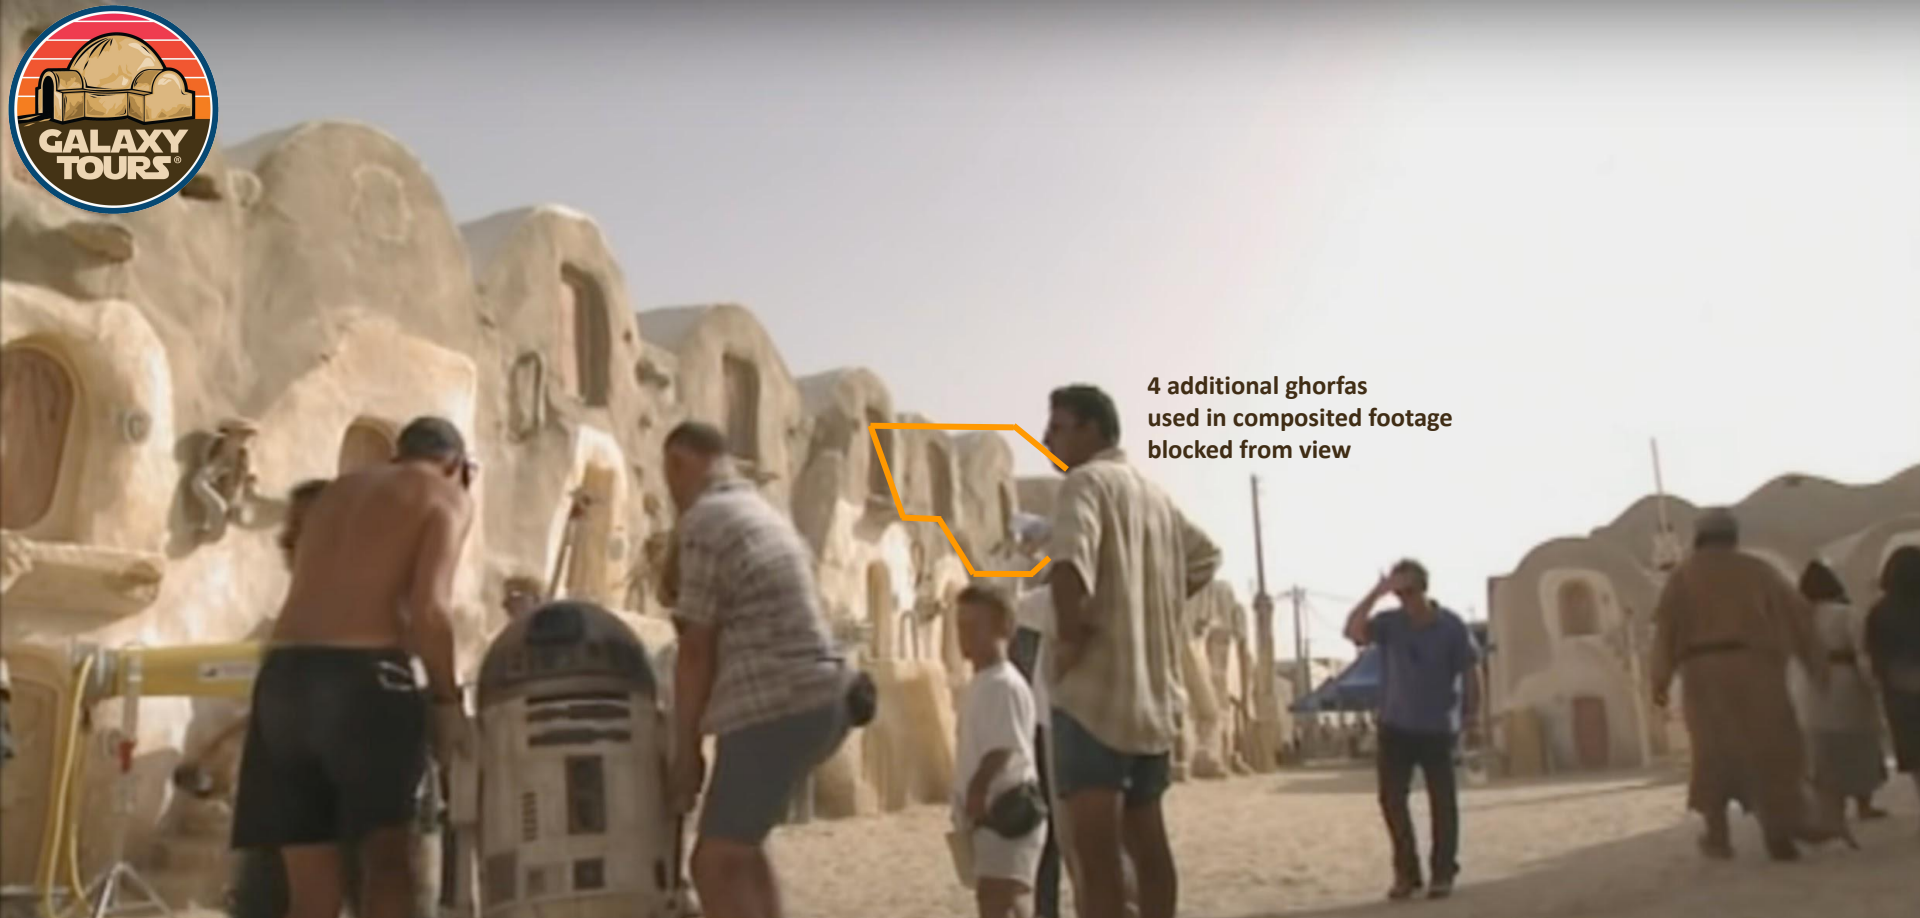 GALAXY
TOURS®
4 additional ghorfas
used in composited footage
blocked from view